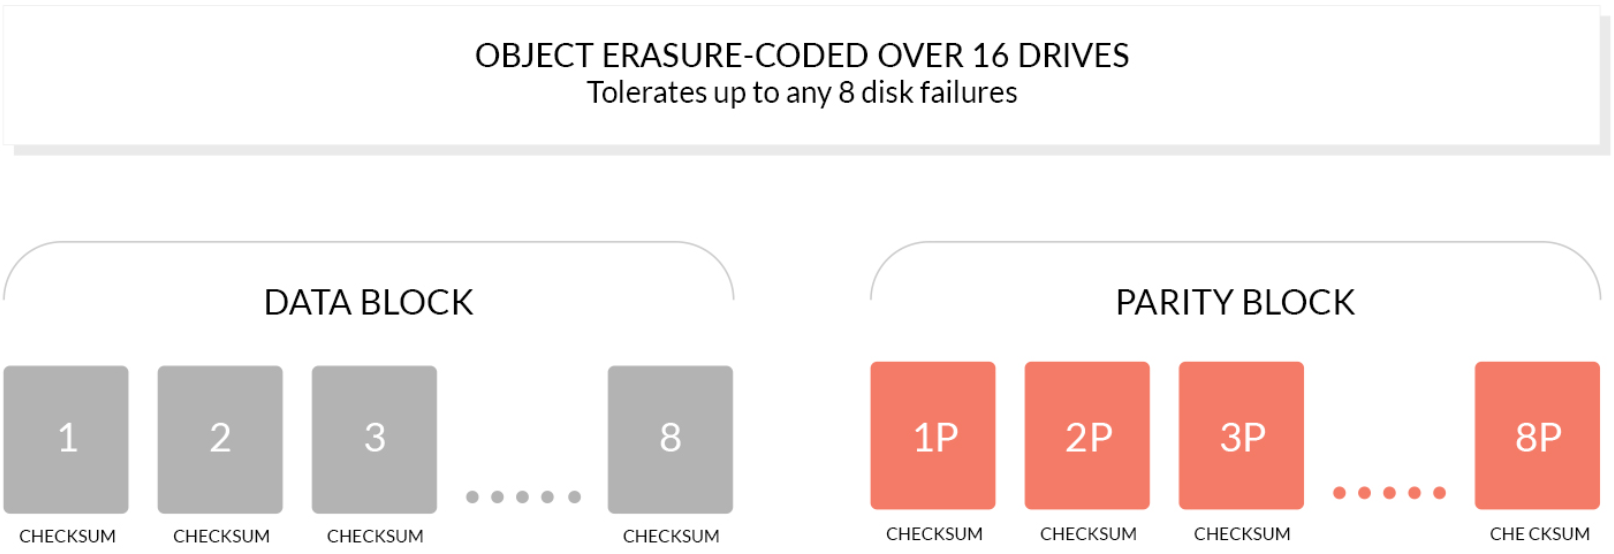 OBJECT ERASURE-CODED OVER 16 DRIVES
Tolerates up to any 8 disk failures
DATA BLOCK
PARITY BLOCK
1 2 3 8
1P 2P 3P 8P
CHECKSUM CHECKSUM CHECKSUM CHECKSUM
CHECKSUM CHECKSUM CHECKSUM CHE CKSUM